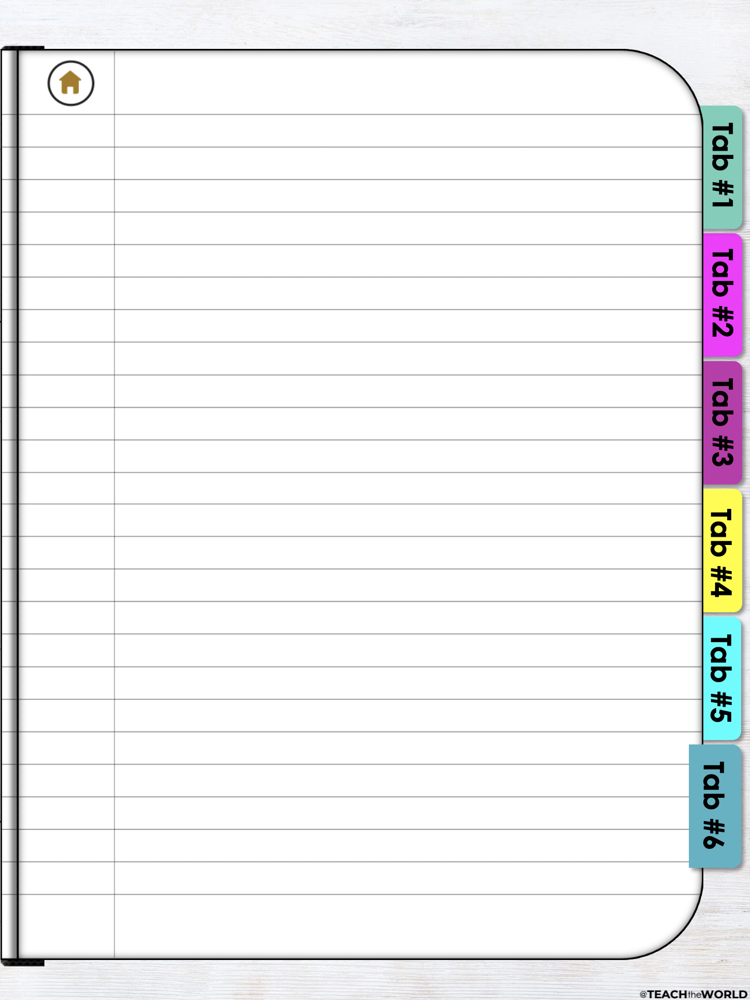 Tab #1
Tab #2
Tab #3
Tab #4
Tab #5
Tab #6
@TEACHtheWORLD